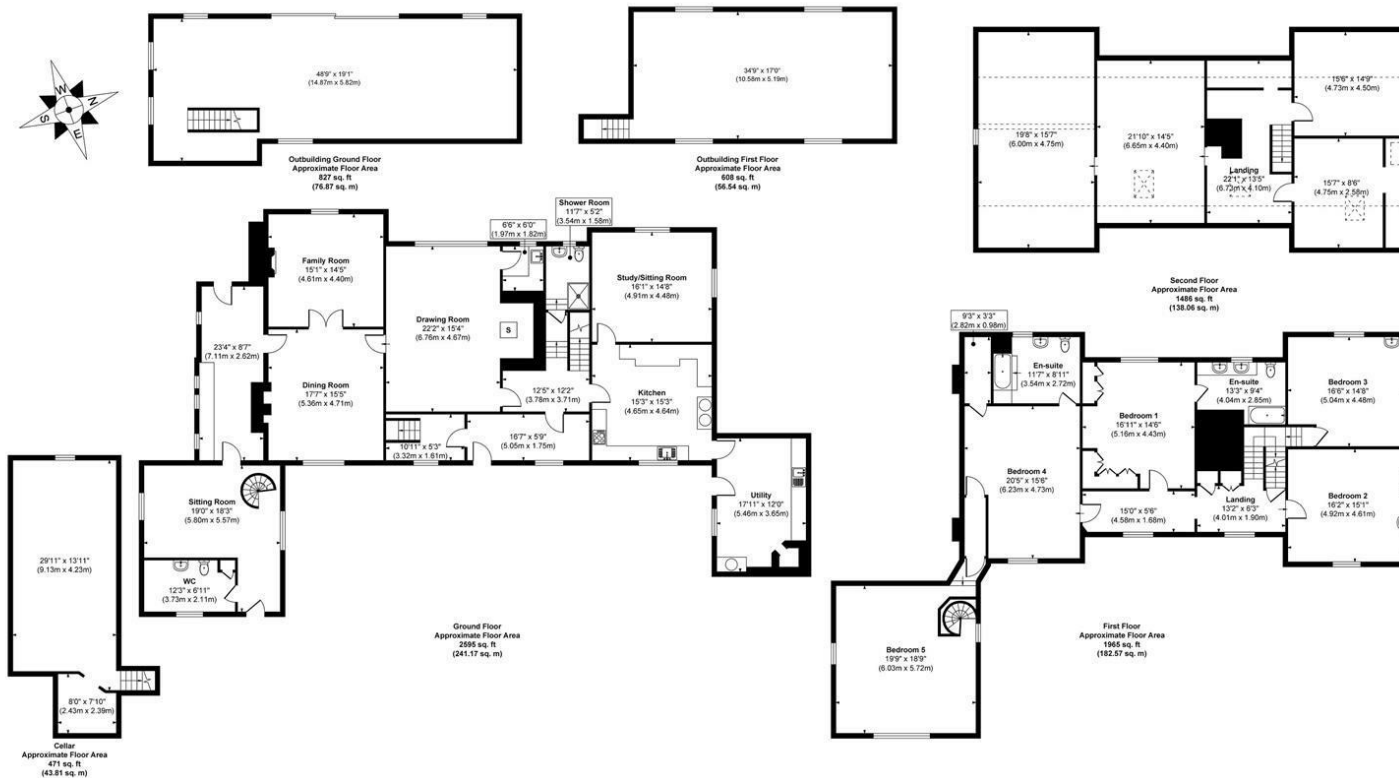 48'9" x 19'1"
(14.87m x 5.82m)
Outbuilding Ground Floor
Approximate Floor Area
827 sq. ft
(76.87 sq. m)
34'9" x 17'0"
(10.58m x 5.19m)
Outbuilding First Floor
Approximate Floor Area
608 sq. ft
(56.54 sq. m)
W
N
S
E
19'8" x 15'7"
(6.00m x 4.75m)
21'10" x 14'5"
(6.65m x 4.40m)
Landing
22'1" x 13'5"
(6.73m x 4.10m)
15'6" x 14'9"
(4.73m x 4.50m)
15'7" x 8'6"
(4.75m x 2.58m)
Second Floor
Approximate Floor Area
1486 sq. ft
(138.06 sq. m)
Family Room
15'1" x 14'5"
(4.61m x 4.40m)
Drawing Room
22'2" x 15'4"
(6.76m x 4.67m)
6'6" x 6'0"
(1.97m x 1.82m)
Shower Room
11'7" x 5'2"
(3.54m x 1.58m)
Study/Sitting Room
16'1" x 14'8"
(4.91m x 4.48m)
S
23'4" x 8'7"
(7.11m x 2.62m)
Dining Room
17'7" x 15'5"
(5.36m x 4.71m)
12'5" x 12'2"
(3.78m x 3.71m)
Kitchen
15'3" x 15'3"
(4.65m x 4.64m)
10'11" x 5'3"
(3.32m x 1.61m)
16'7" x 5'9"
(5.05m x 1.75m)
Utility
17'11" x 12'0"
(5.46m x 3.65m)
Sitting Room
19'0" x 18'3"
(5.80m x 5.57m)
WC
12'3" x 6'11"
(3.73m x 2.11m)
Ground Floor
Approximate Floor Area
2595 sq. ft
(241.17 sq. m)
29'11" x 13'11"
(9.13m x 4.23m)
8'0" x 7'10"
(2.43m x 2.39m)
Cellar
Approximate Floor Area
471 sq. ft
(43.81 sq. m)
9'3" x 3'3"
(2.82m x 0.98m)
En-suite
11'7" x 8'11"
(3.54m x 2.72m)
Bedroom 1
16'11" x 14'6"
(5.16m x 4.43m)
En-suite
13'3" x 9'4"
(4.04m x 2.85m)
Bedroom 3
16'6" x 14'8"
(5.04m x 4.48m)
Bedroom 4
20'5" x 15'6"
(6.23m x 4.73m)
15'0" x 5'6"
(4.58m x 1.68m)
Landing
13'2" x 6'3"
(4.01m x 1.90m)
Bedroom 2
16'2" x 15'1"
(4.92m x 4.61m)
Bedroom 5
19'9" x 18'9"
(6.03m x 5.72m)
First Floor
Approximate Floor Area
1965 sq. ft
(182.57 sq. m)